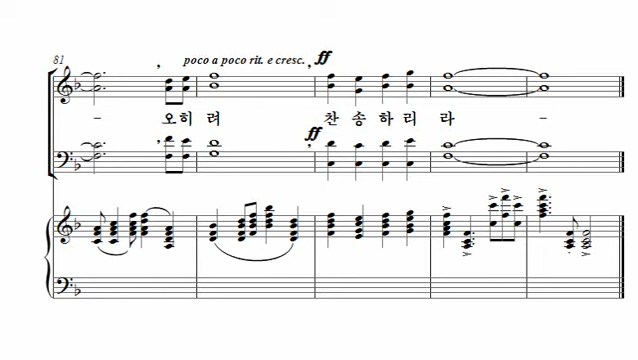 81
poco a poco rit. e cresc.
ff
- 오히 려 찬 송 하 리 라 -
ff